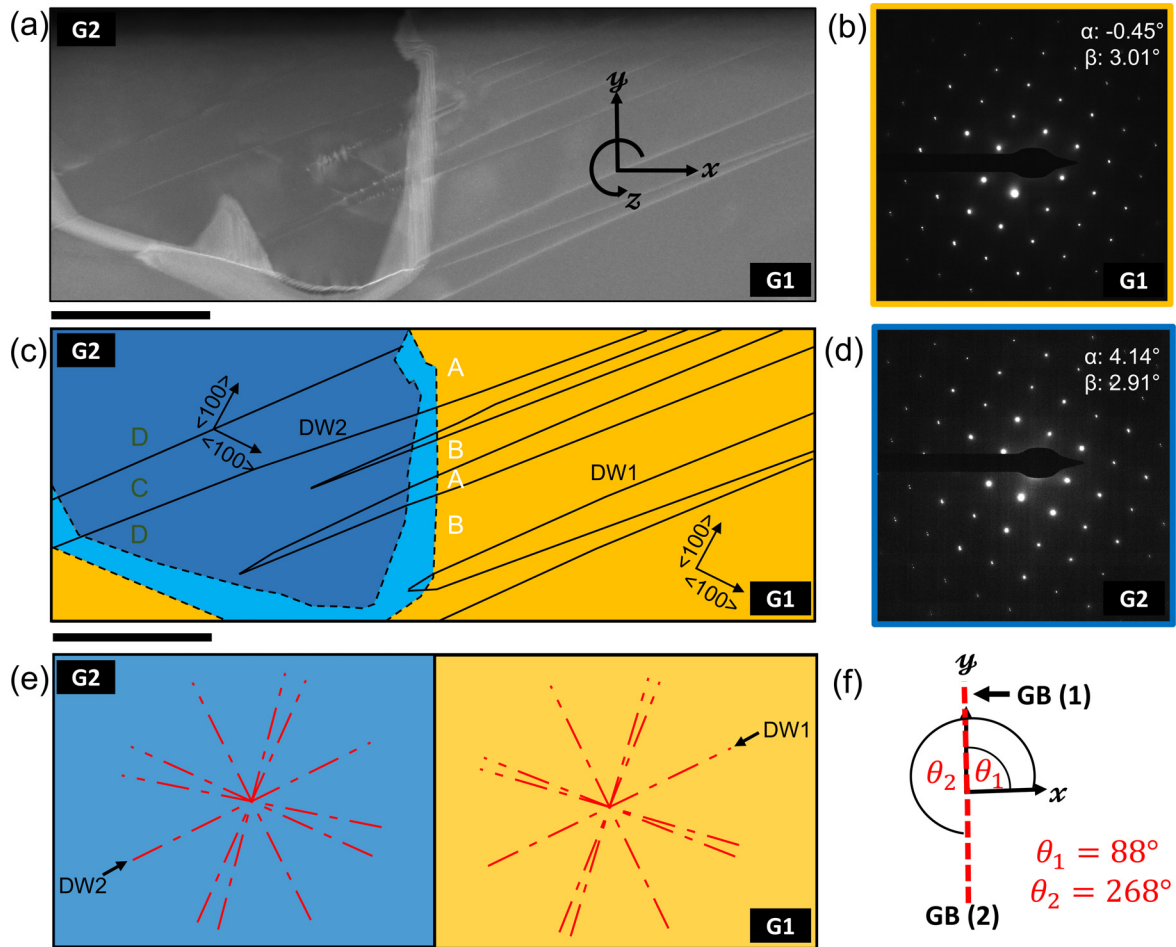 (a)
G2
y
x
z
G1
(b)
α: -0.45°
β: 3.01°
G1
(c)
G2
<100>
<100>
D
C
D
DW2
A
B
A
B
DW1
<100>
<100>
G1
(d)
α: 4.14°
β: 2.91°
G2
(e)
G2
DW2
DW1
G1
(f)
y
GB (1)
θ₂
θ₁
x
θ₁ = 88°
θ₂ = 268°
GB (2)